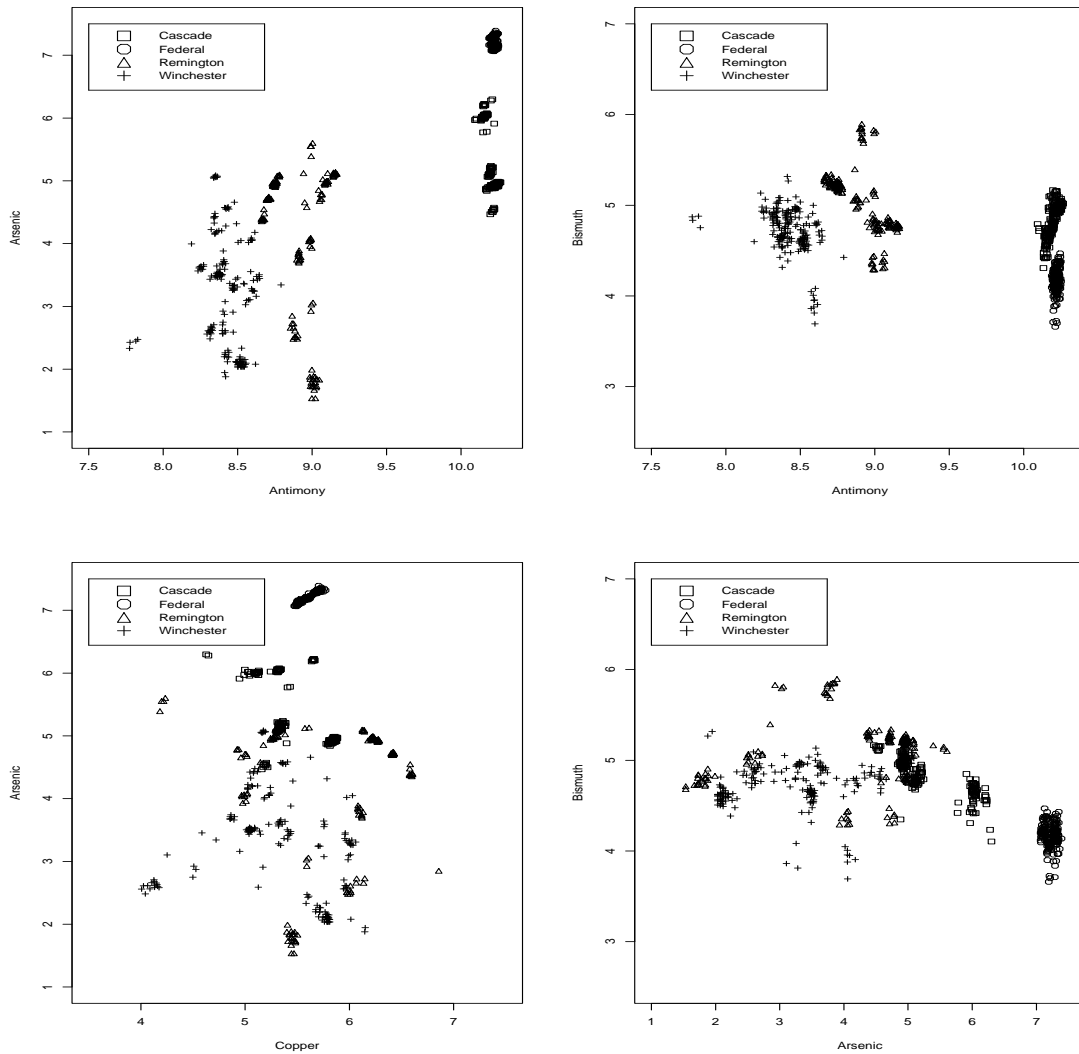 Cascade
Federal
Remington
Winchester
7
6
5
4
3
2
1
Arsenic
7.5 8.0 8.5 9.0 9.5 10.0
Antimony
Cascade
Federal
Remington
Winchester
7
6
5
4
3
Bismuth
7.5 8.0 8.5 9.0 9.5 10.0
Antimony
Cascade
Federal
Remington
Winchester
7
6
5
4
3
2
1
Arsenic
4 5 6 7
Copper
Cascade
Federal
Remington
Winchester
7
6
5
4
3
Bismuth
1 2 3 4 5 6 7
Arsenic